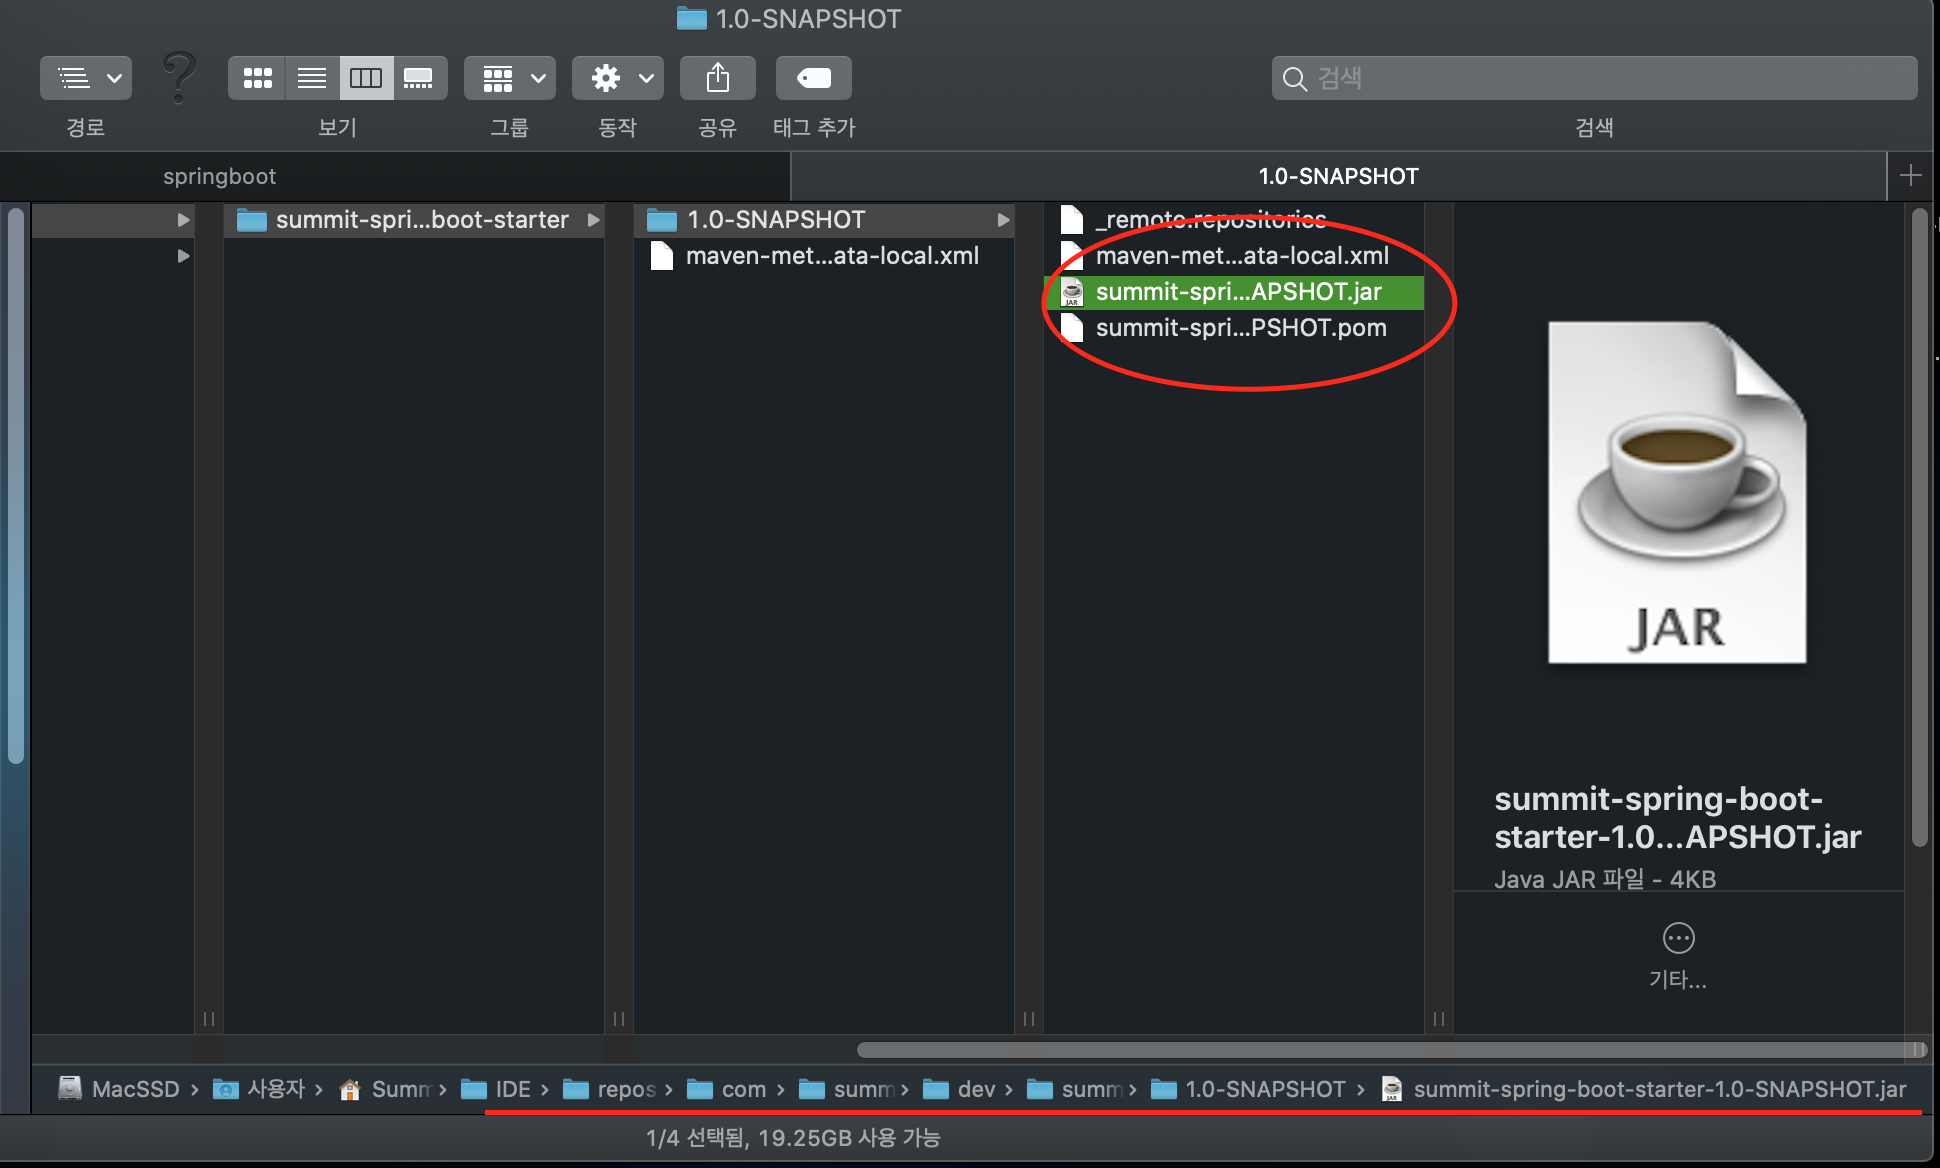 1.0-SNAPSHOT
검색
경로 보기 그룹 동작 공유 태그 추가 검색
springboot 1.0-SNAPSHOT
summit-spri...boot-starter 1.0-SNAPSHOT _remote.repositories
maven-met...ata-local.xml maven-met...ata-local.xml
summit-spri...APSHOT.jar
JAR
summit-spri...PSHOT.pom
JAR
summit-spring-boot-
starter-1.0...APSHOT.jar
Java JAR 파일 - 4KB
기타...
MacSSD › 사용자 › Summ › IDE › repos › com › summ › dev › summ › 1.0-SNAPSHOT › summit-spring-boot-starter-1.0-SNAPSHOT.jar
1/4 선택됨, 19.25GB 사용 가능